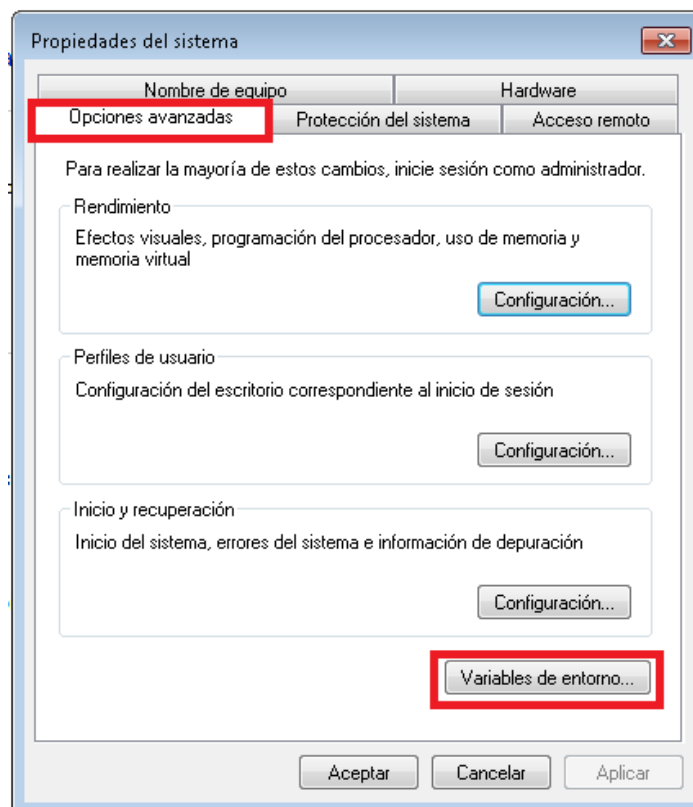 Propiedades del sistema
Nombre de equipo
Hardware
Opciones avanzadas
Protección del sistema
Acceso remoto
Para realizar la mayoría de estos cambios, inicie sesión como administrador.
Rendimiento
Efectos visuales, programación del procesador, uso de memoria y
memoria virtual
Configuración...
Perfiles de usuario
Configuración del escritorio correspondiente al inicio de sesión
Configuración...
Inicio y recuperación
Inicio del sistema, errores del sistema e información de depuración
Configuración...
Variables de entorno...
Aceptar
Cancelar
Aplicar